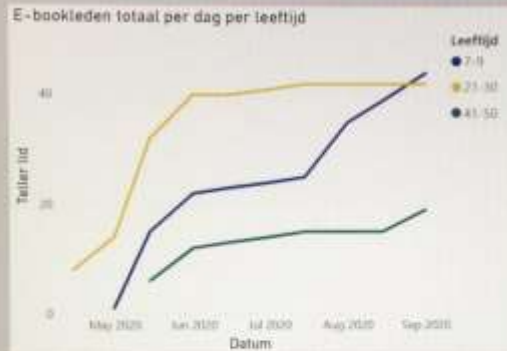 E-bookleden totaal per dag per leeftijd
Leeftijd
7-9
21-30
41-50
40
20
0
Teller lid
May 2020
Jun 2020
Jul 2020
Aug 2020
Sep 2020
Datum